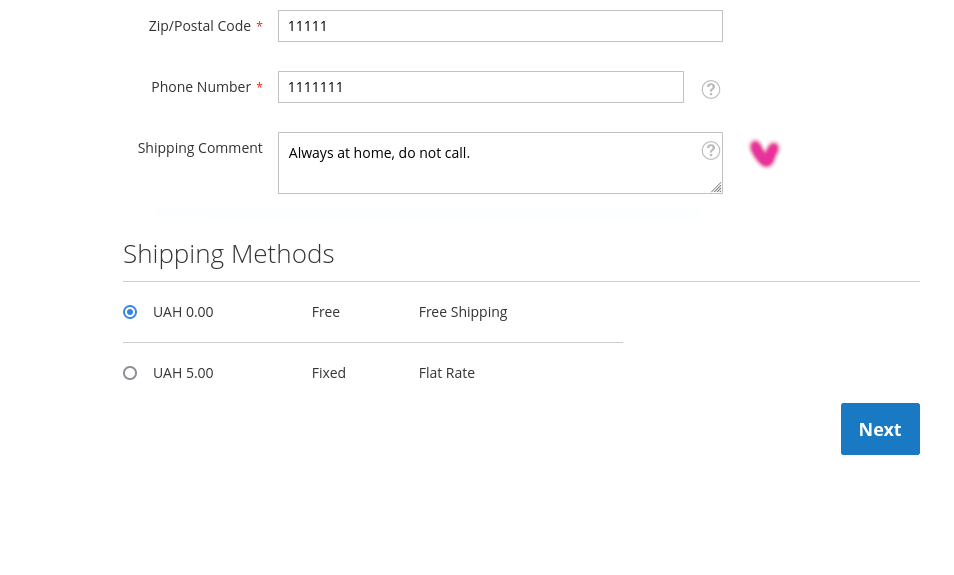 Zip/Postal Code * 11111
Phone Number * 1111111 ?
Shipping Comment Always at home, do not call. ?
Shipping Methods
UAH 0.00 Free Free Shipping
UAH 5.00 Fixed Flat Rate
Next